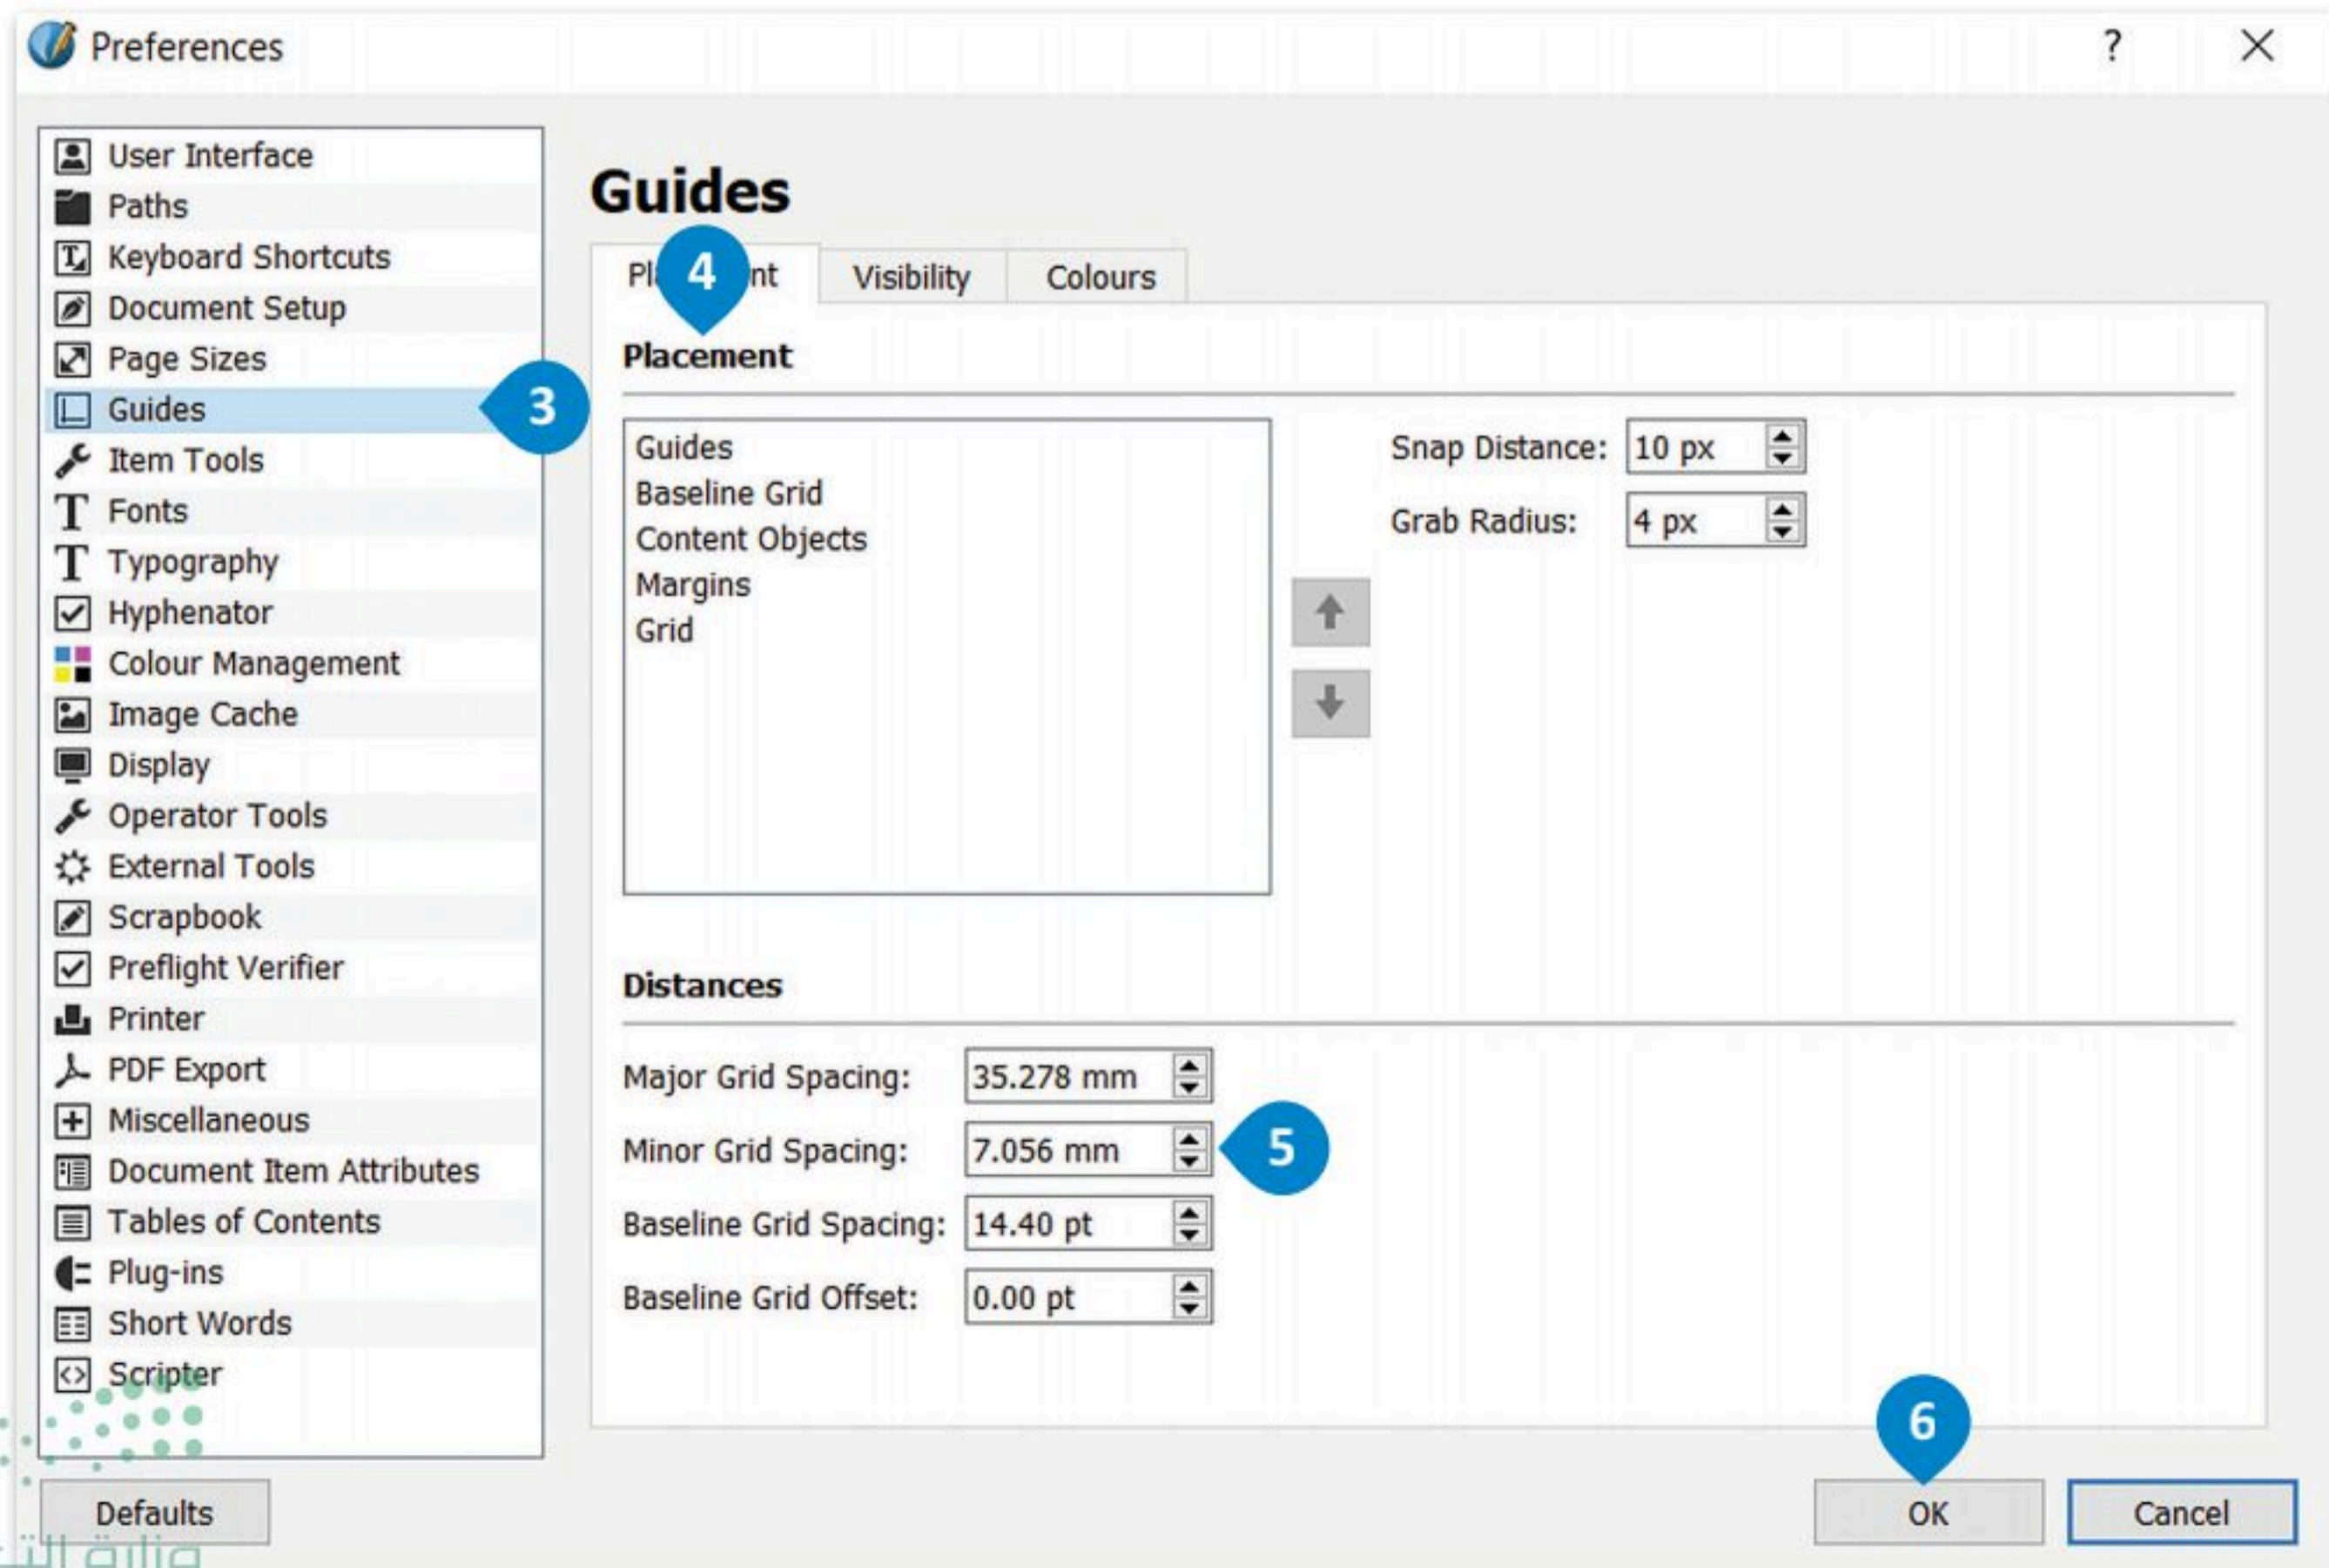 Preferences
?
User Interface
Paths
Keyboard Shortcuts
Document Setup
Page Sizes
Guides
3
Item Tools
Fonts
Typography
Hyphenator
Colour Management
Image Cache
Display
Operator Tools
External Tools
Scrapbook
Preflight Verifier
Printer
PDF Export
Miscellaneous
Document Item Attributes
Tables of Contents
Plug-ins
Short Words
Scripter
Defaults
Guides
4 Visibility Colours
Placement
Guides
Baseline Grid
Content Objects
Margins
Grid
Snap Distance: 10 px
Grab Radius: 4 px
Distances
Major Grid Spacing: 35.278 mm
Minor Grid Spacing: 7.056 mm 5
Baseline Grid Spacing: 14.40 pt
Baseline Grid Offset: 0.00 pt
6
OK Cancel